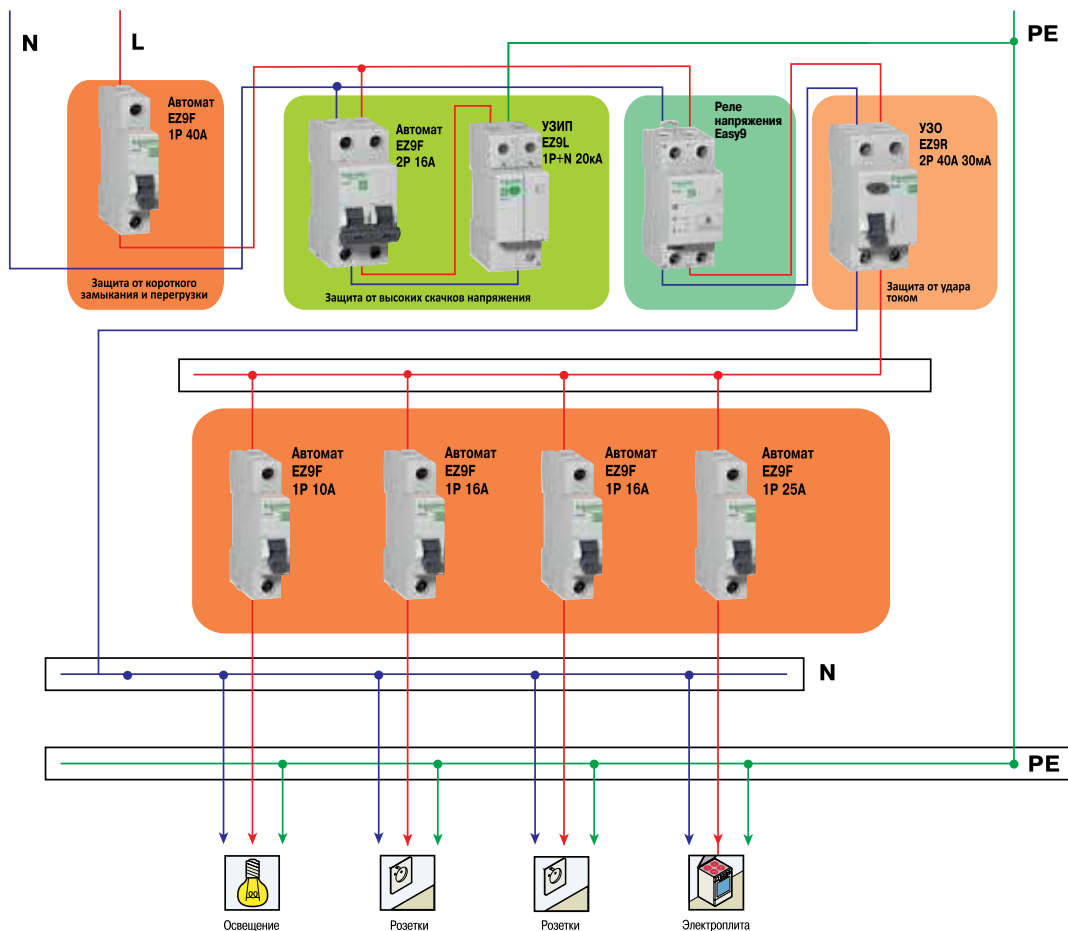 N
L
PE
Автомат
EZ9F
1P 40A
Защита от короткого
замыкания и перегрузки
Автомат
EZ9F
2P 16A
УЗИП
EZ9L
1P+N 20кА
Защита от высоких скачков напряжения
Реле
напряжения
Easy9
УЗО
EZ9R
2P 40A 30мА
Защита от удара
током
Автомат
EZ9F
1P 10A
Автомат
EZ9F
1P 16A
Автомат
EZ9F
1P 16A
Автомат
EZ9F
1P 25A
N
PE
Освещение
Розетки
Розетки
Электроплита